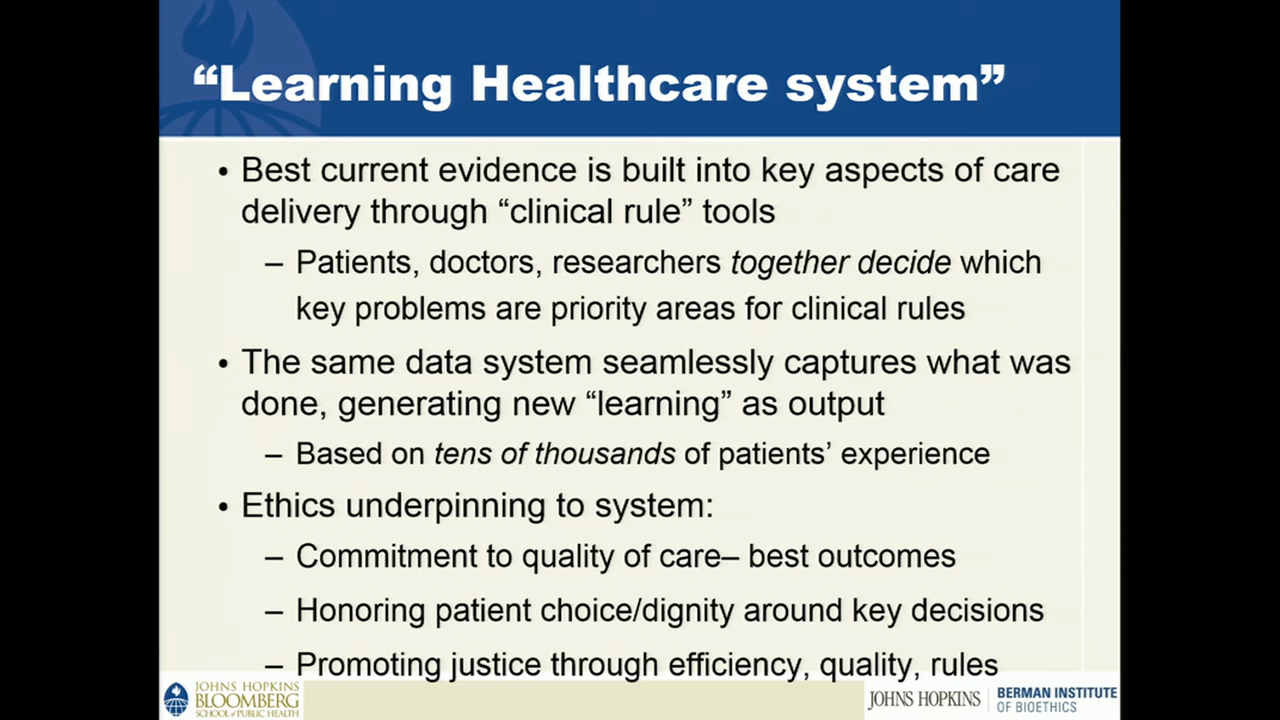 “Learning Healthcare system”
• Best current evidence is built into key aspects of care
delivery through “clinical rule” tools
– Patients, doctors, researchers together decide which
key problems are priority areas for clinical rules
• The same data system seamlessly captures what was
done, generating new “learning” as output
– Based on tens of thousands of patients’ experience
• Ethics underpinning to system:
– Commitment to quality of care– best outcomes
– Honoring patient choice/dignity around key decisions
– Promoting justice through efficiency, quality, rules
JOHNS HOPKINS
BLOOMBERG
SCHOOL of PUBLIC HEALTH
JOHNS HOPKINS
BERMAN INSTITUTE
OF BIOETHICS